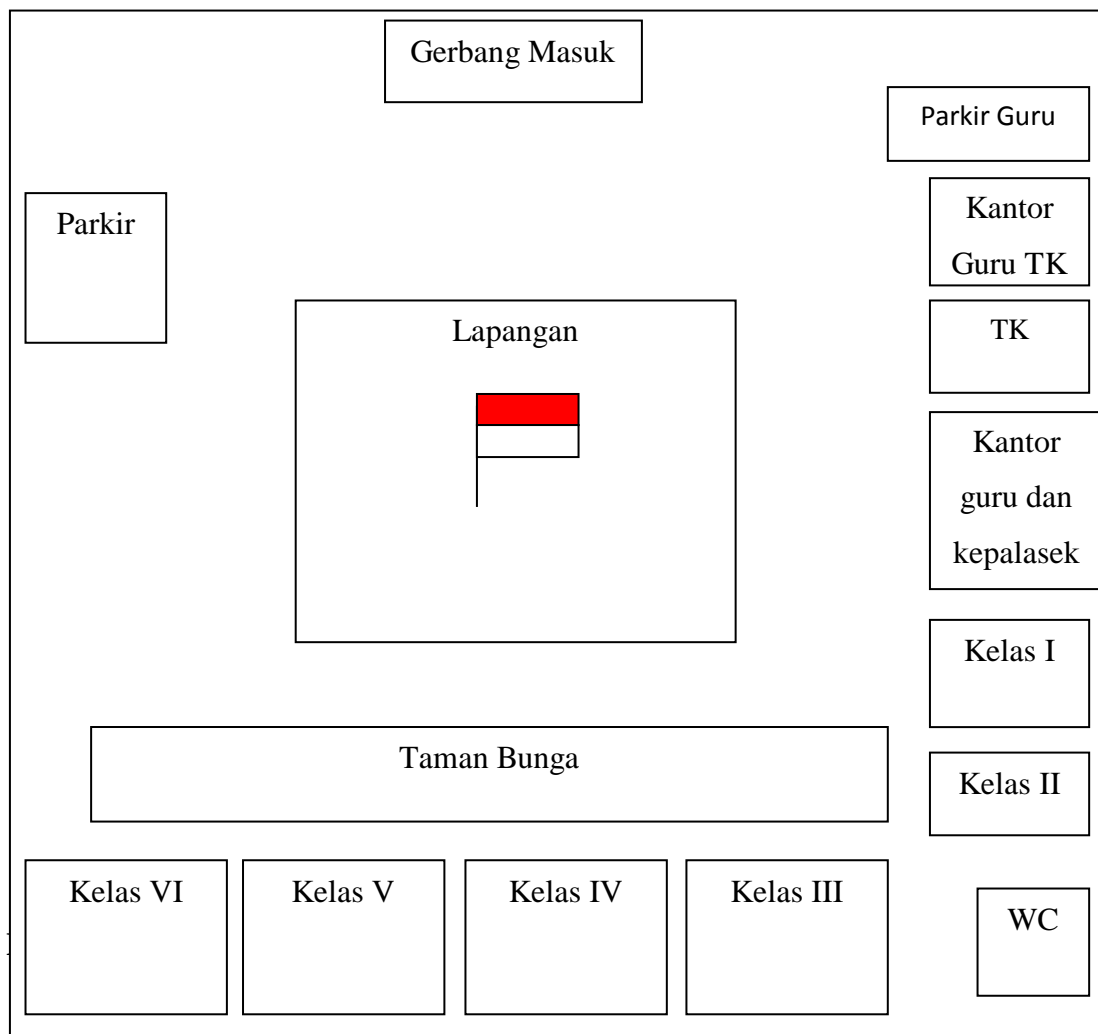 Gerbang Masuk
Parkir Guru
Parkir
Kantor
Guru TK
Lapangan
TK
Kantor
guru dan
kepalasek
Kelas I
Taman Bunga
Kelas II
Kelas VI
Kelas V
Kelas IV
Kelas III
WC